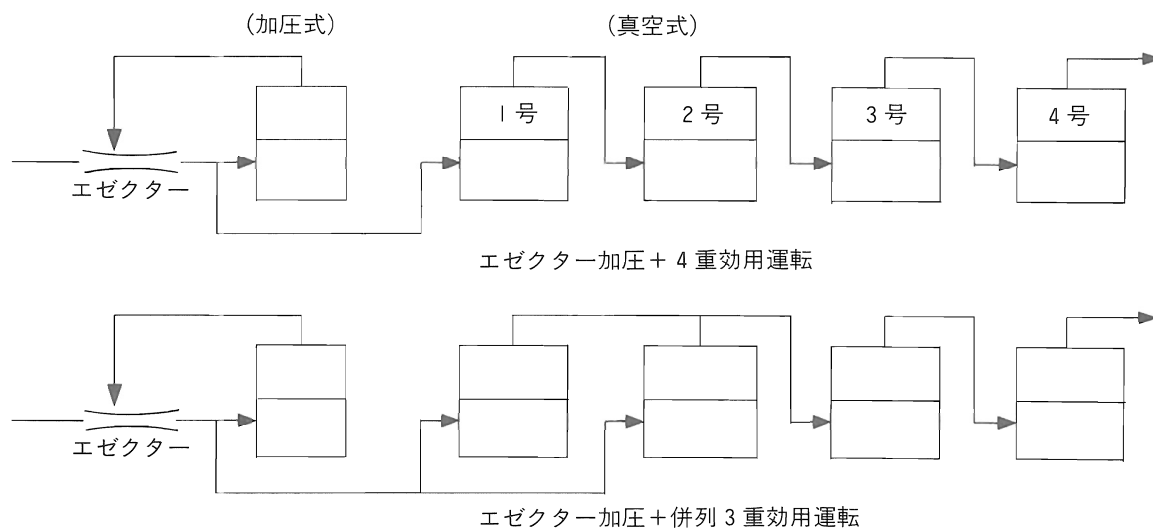 (加圧式)
(真空式)
1号
2号
3号
4号
エゼクター
エゼクター加圧+4重効用運転
エゼクター
エゼクター加圧+併列3重効用運転